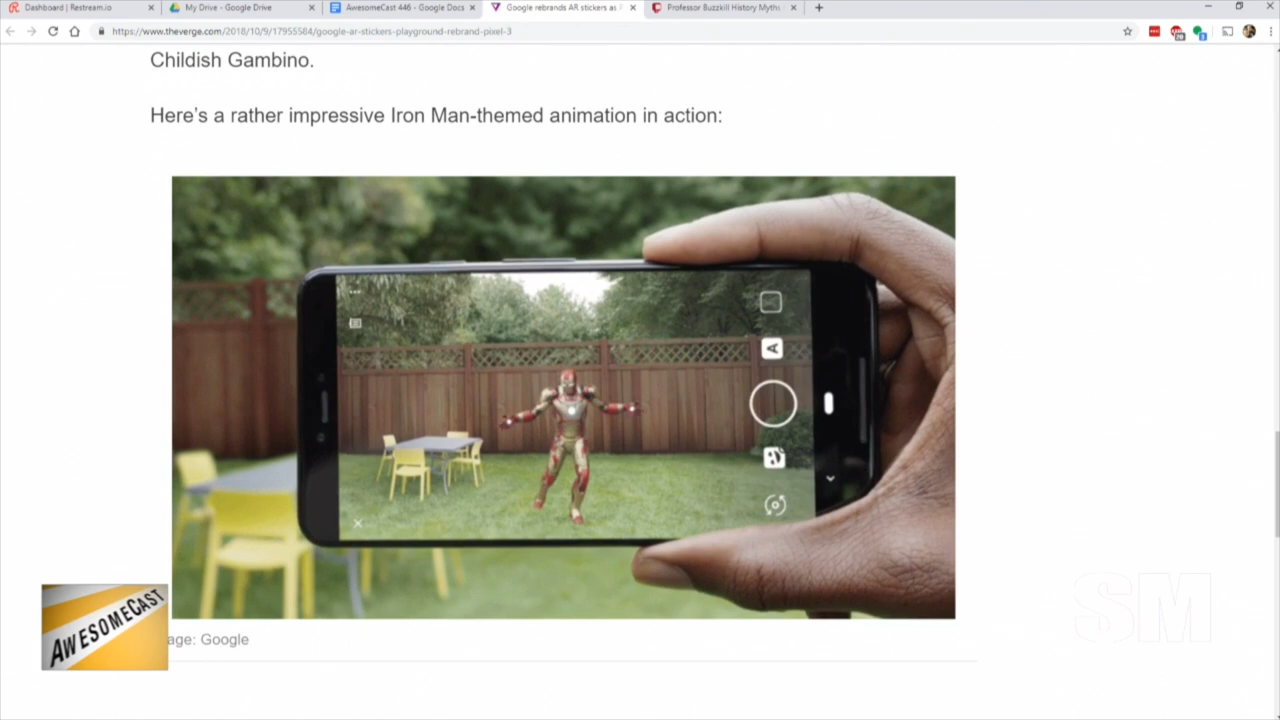 Dashboard | Restream.io
My Drive - Google Drive
AwesomeCast 446 - Google Docs
Google rebrands AR stickers as P
Professor Buzzkill History Myths
https://www.theverge.com/2018/10/9/17955584/google-ar-stickers-playground-rebrand-pixel-3
Childish Gambino.
Here's a rather impressive Iron Man-themed animation in action:
A
AWESOMECAST
age: Google
SM